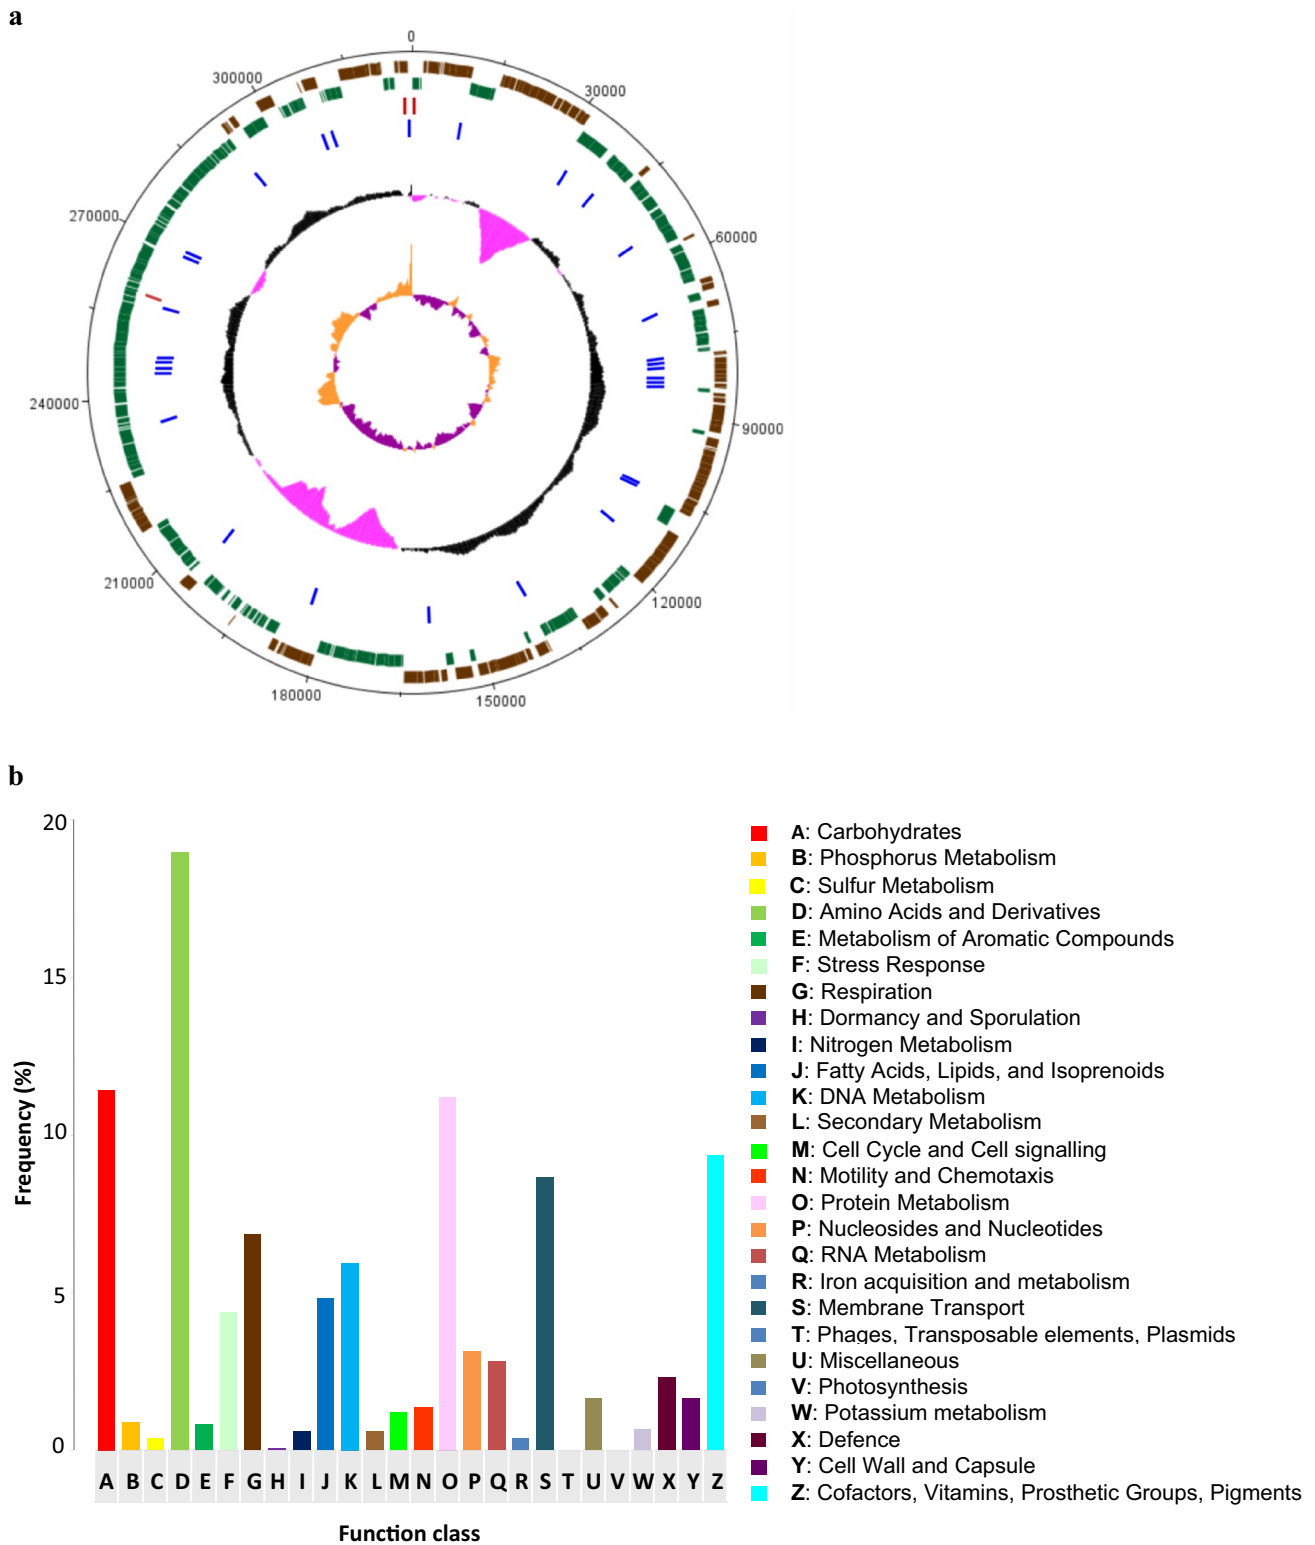 a
0
30000
60000
90000
120000
150000
180000
210000
240000
270000
300000
b
20
15
10
5
0
Frequency (%)
A B C D E F G H I J K L M N O P Q R S T U V W X Y Z
Function class
A: Carbohydrates
B: Phosphorus Metabolism
C: Sulfur Metabolism
D: Amino Acids and Derivatives
E: Metabolism of Aromatic Compounds
F: Stress Response
G: Respiration
H: Dormancy and Sporulation
I: Nitrogen Metabolism
J: Fatty Acids, Lipids, and Isoprenoids
K: DNA Metabolism
L: Secondary Metabolism
M: Cell Cycle and Cell signalling
N: Motility and Chemotaxis
O: Protein Metabolism
P: Nucleosides and Nucleotides
Q: RNA Metabolism
R: Iron acquisition and metabolism
S: Membrane Transport
T: Phages, Transposable elements, Plasmids
U: Miscellaneous
V: Photosynthesis
W: Potassium metabolism
X: Defence
Y: Cell Wall and Capsule
Z: Cofactors, Vitamins, Prosthetic Groups, Pigments